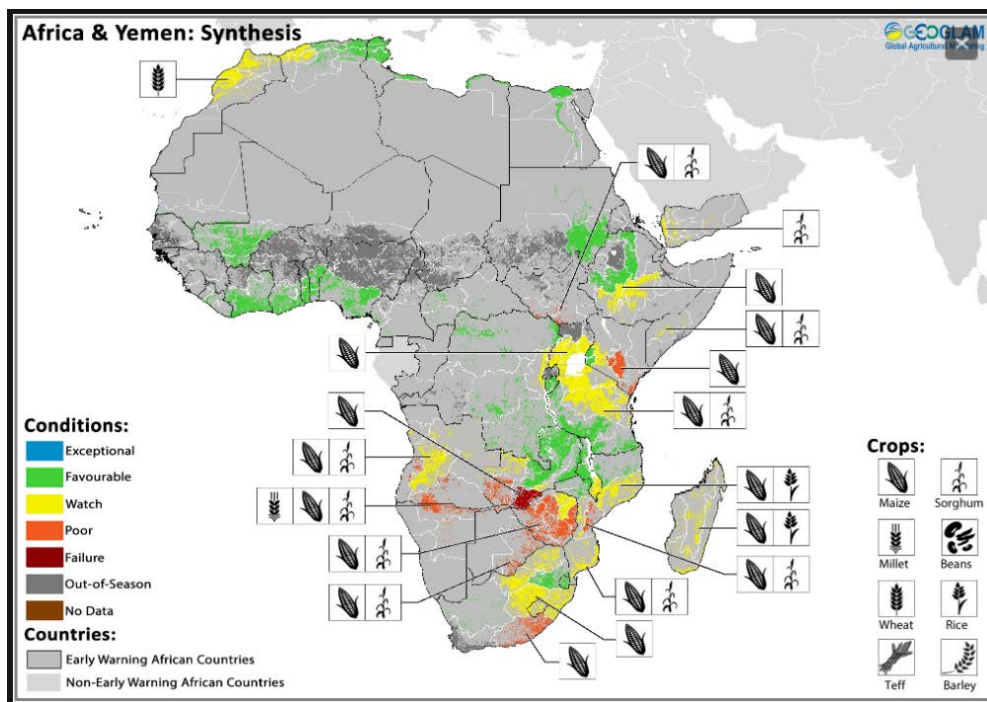 Africa & Yemen: Synthesis
GEOGLAM
Global Agricultural Monitoring
Conditions:
Exceptional
Favourable
Watch
Poor
Failure
Out-of-Season
No Data
Countries:
Early Warning African Countries
Non-Early Warning African Countries
Crops:
Maize Sorghum
Millet Beans
Wheat Rice
Teff Barley